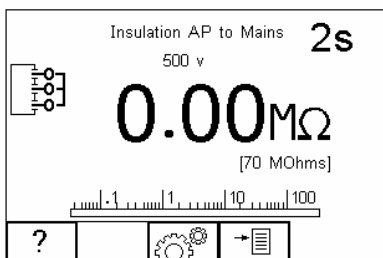 Insulation AP to Mains 2s
500 v
0.00MΩ
[70 MOhms]
.1 1 10 100
?